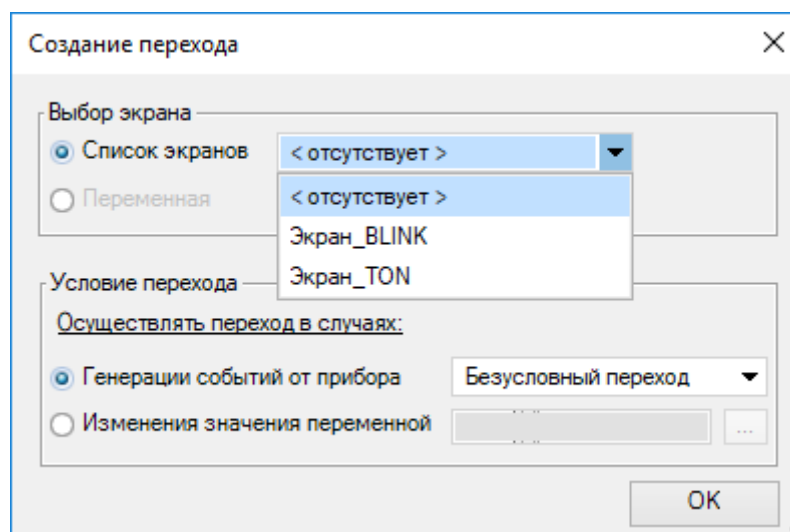 Создание перехода
Выбор экрана
Список экранов
< отсутствует >
Переменная
< отсутствует >
Экран_BLINK
Экран_TON
Условие перехода
Осуществлять переход в случаях:
Генерации событий от прибора
Безусловный переход
Изменения значения переменной
...
OK